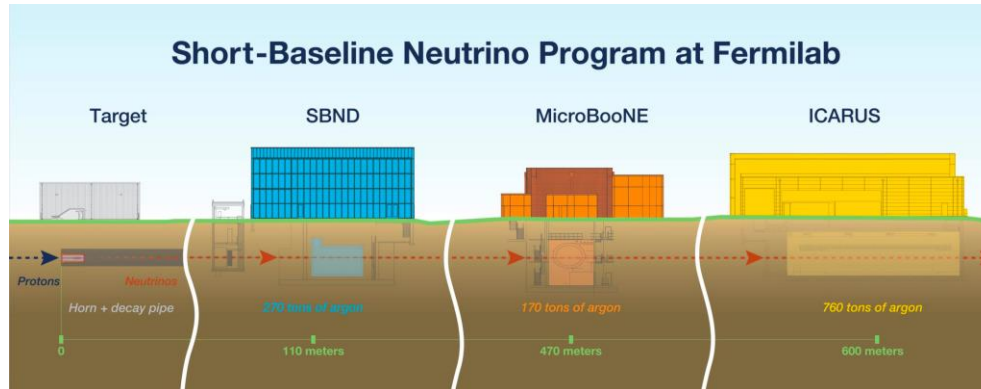 Short-Baseline Neutrino Program at Fermilab
Target
SBND
MicroBooNE
ICARUS
Protons
Neutrinos
Horn + decay pipe
270 tons of argon
170 tons of argon
760 tons of argon
0
110 meters
470 meters
600 meters